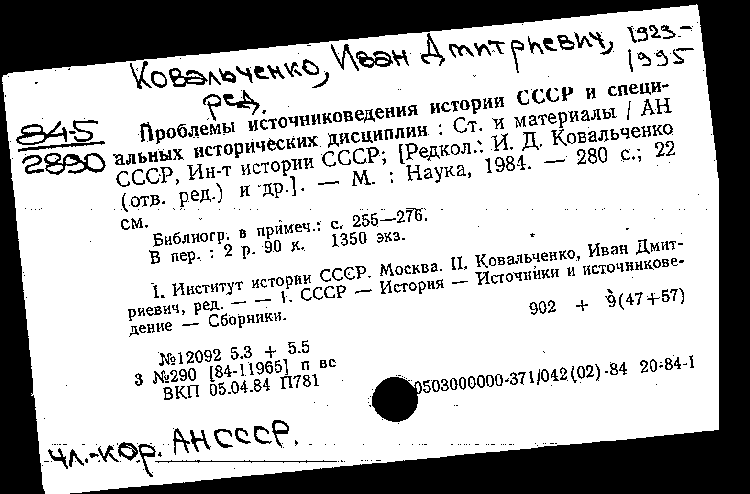 Ковальченко, Иван Дмитриевич, 1923-
1995
ред.
845
2890
Проблемы источниковедения истории СССР и специ-
альных исторических дисциплин : Ст. и материалы / АН
СССР, Ин-т истории СССР; [Редкол.: И. Д. Ковальченко
(отв. ред.) и др.]. — М. : Наука, 1984. — 280 с.; 22
см.
Библиогр. в примеч.: с. 255—276.
В пер. : 2 р. 90 к. 1350 экз.
I. Институт истории СССР. Москва. II. Ковальченко, Иван Дмит-
риевич, ред. — — 1. СССР — История — Источники и источникове-
дение — Сборники.
902 + 9(47+57)
№12092 5.3 + 5.5
3 №290 [84-11965] п вс
ВКП 05.04.84 П781
0503000000-371/042(02)-84 20-84-I
чл.-кор. АН СССР.